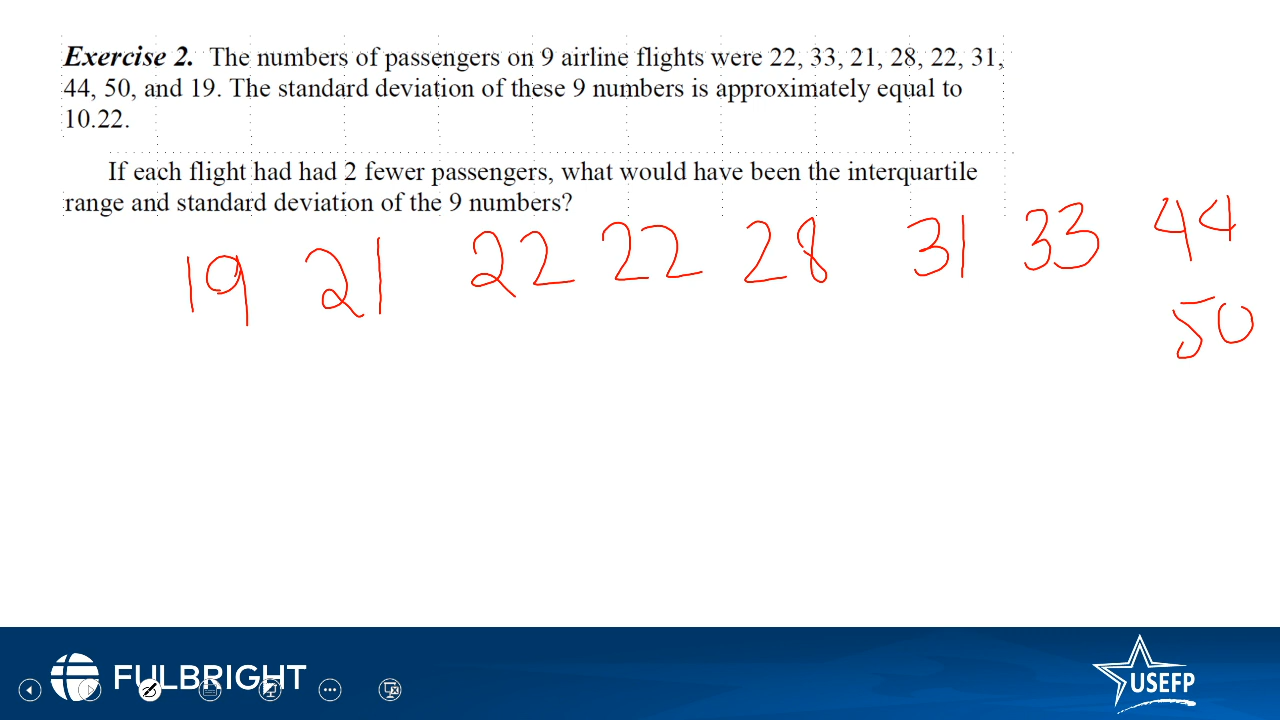 Exercise 2. The numbers of passengers on 9 airline flights were 22, 33, 21, 28, 22, 31,
44, 50, and 19. The standard deviation of these 9 numbers is approximately equal to
10.22.
If each flight had had 2 fewer passengers, what would have been the interquartile
range and standard deviation of the 9 numbers?
19 21 22 22 28 31 33 44
50
FULBRIGHT
USEFP